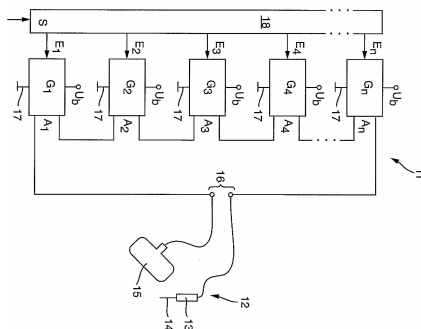 S 18
E1 E2 E3 E4 En
G1 G2 G3 G4 Gn
Ub Ub Ub Ub Ub
17 17 17 17 17
A1 A2 A3 A4 An
11
16
15
12
13
14